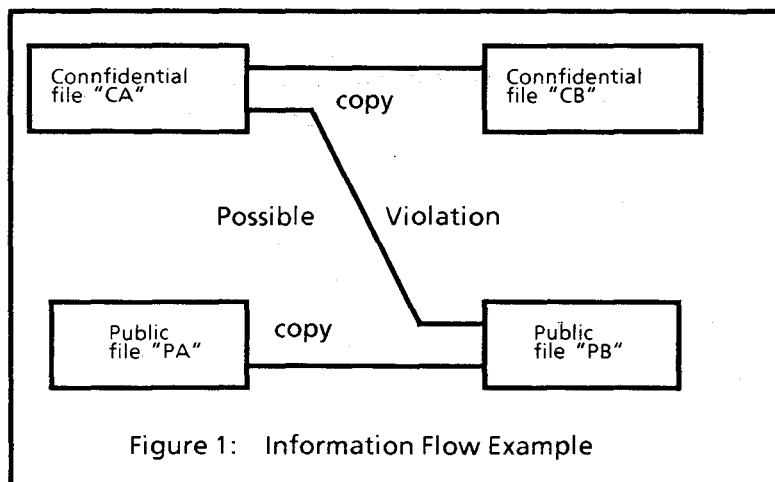 Connfidential
file "CA"
Connfidential
file "CB"
copy
Possible Violation
Public
file "PA"
copy
Public
file "PB"
Figure 1: Information Flow Example